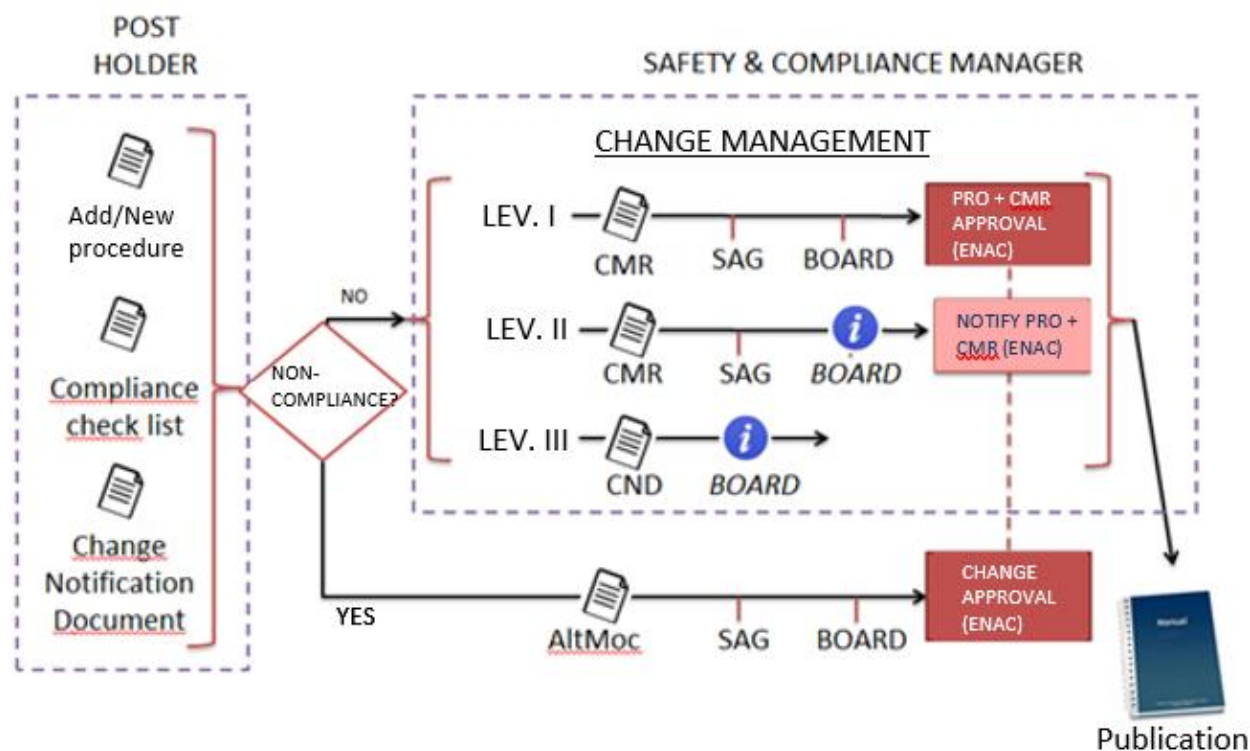 POST
HOLDER
SAFETY & COMPLIANCE MANAGER
Add/New
procedure
Compliance
check list
Change
Notification
Document
NON-
COMPLIANCE?
NO
YES
CHANGE MANAGEMENT
LEV. I
CMR
SAG
BOARD
PRO + CMR
APPROVAL
(ENAC)
LEV. II
CMR
SAG
i
BOARD
NOTIFY PRO +
CMR (ENAC)
LEV. III
CND
i
BOARD
AltMoc
SAG
BOARD
CHANGE
APPROVAL
(ENAC)
Manual
Publication